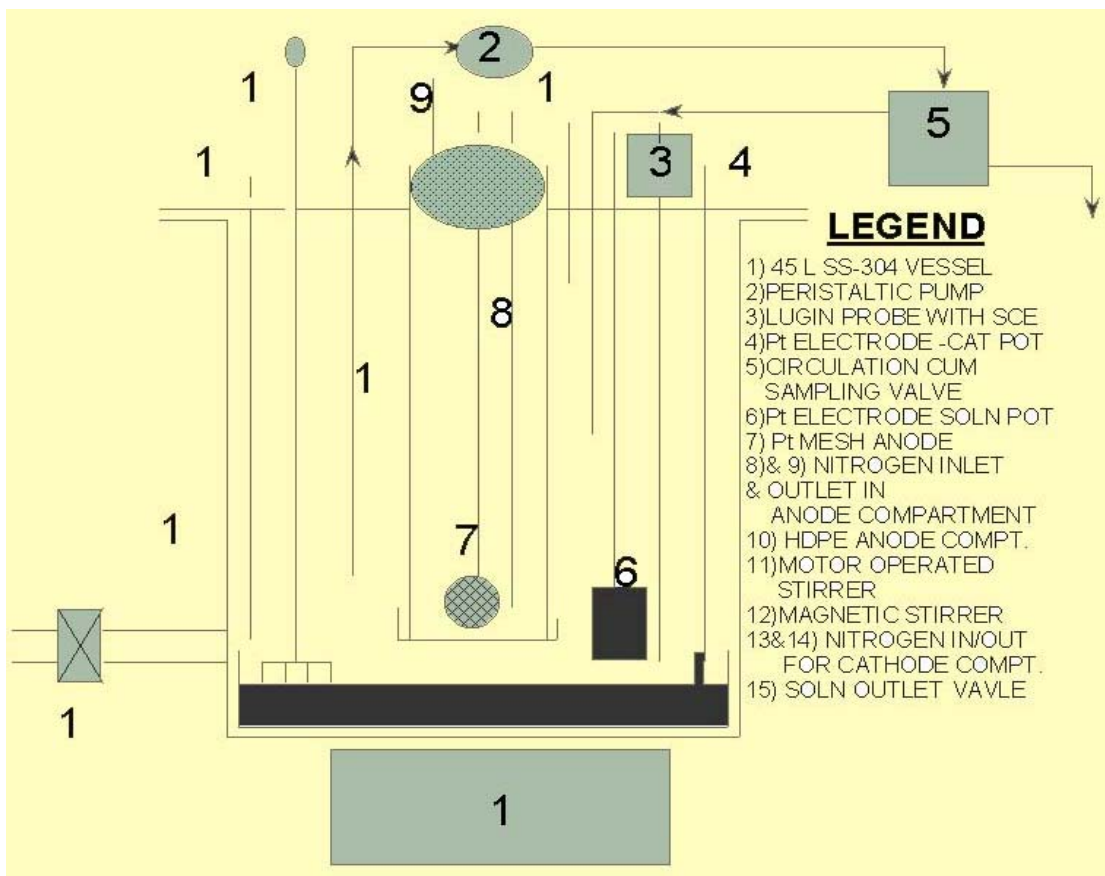 2
1
9
1
1
3
4
5
LEGEND
1) 45 L SS-304 VESSEL
2)PERISTALTIC PUMP
3)LUGIN PROBE WITH SCE
4)Pt ELECTRODE -CAT POT
5)CIRCULATION CUM
SAMPLING VALVE
6)Pt ELECTRODE SOLN POT
7) Pt MESH ANODE
8)& 9) NITROGEN INLET
& OUTLET IN
ANODE COMPARTMENT
10) HDPE ANODE COMPT.
11)MOTOR OPERATED
STIRRER
12)MAGNETIC STIRRER
13&14) NITROGEN IN/OUT
FOR CATHODE COMPT.
15) SOLN OUTLET VAVLE
8
1
1
7
6
1
1